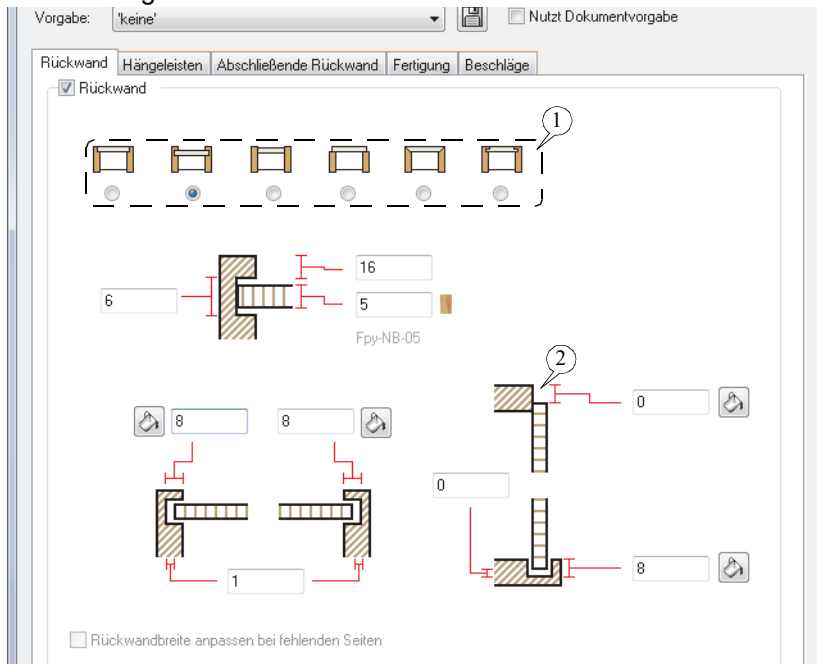 Vorgabe: 'keine' Nutzt Dokumentvorgabe
Rückwand Hängeleisten Abschließende Rückwand Fertigung Beschläge
Rückwand
1
16
6
5
Fpy-NB-05
2
0
8 8
0
8
1
Rückwandbreite anpassen bei fehlenden Seiten